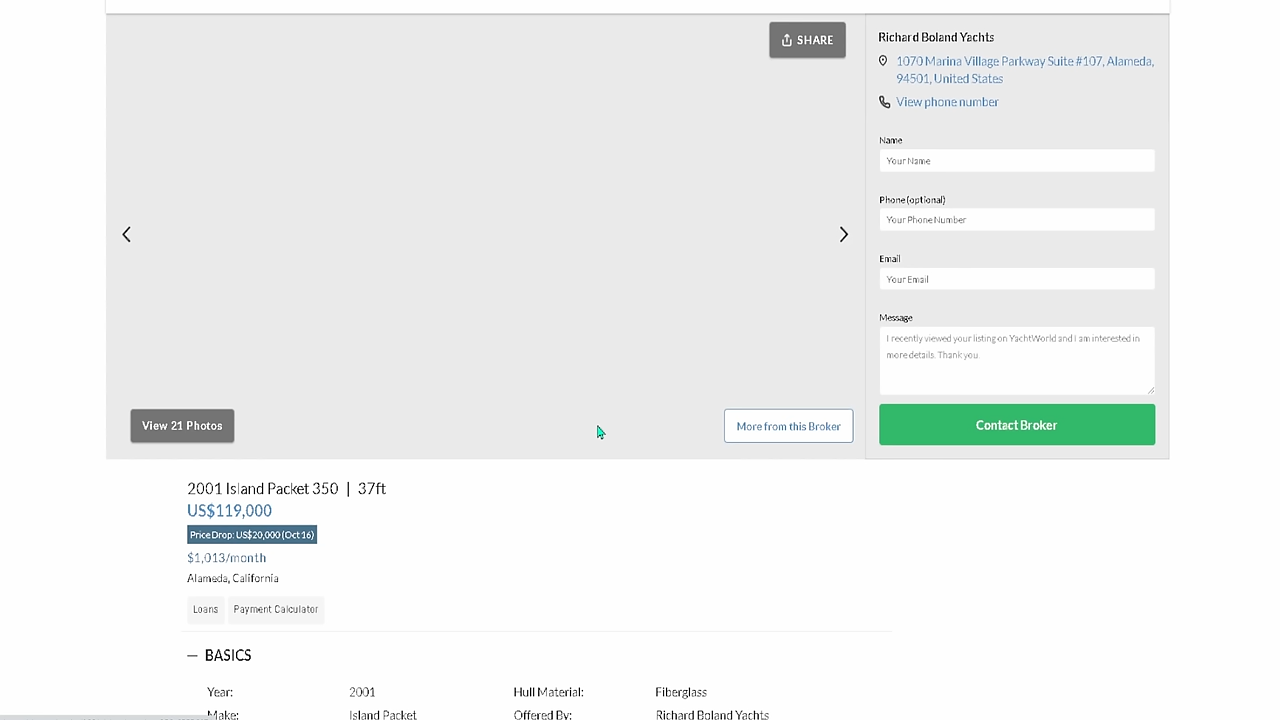 SHARE
Richard Boland Yachts
1070 Marina Village Parkway Suite #107, Alameda,
94501, United States
View phone number
Name
Your Name
Phone (optional)
Your Phone Number
Email
Your Email
Message
I recently viewed your listing on YachtWorld and I am interested in
more details. Thank you.
Contact Broker
View 21 Photos
More from this Broker
2001 Island Packet 350 | 37ft
US$119,000
Price Drop: US$20,000 (Oct 16)
$1,013/month
Alameda, California
Loans Payment Calculator
— BASICS
Year: 2001 Hull Material: Fiberglass
Make: Island Packet Offered By: Richard Boland Yachts